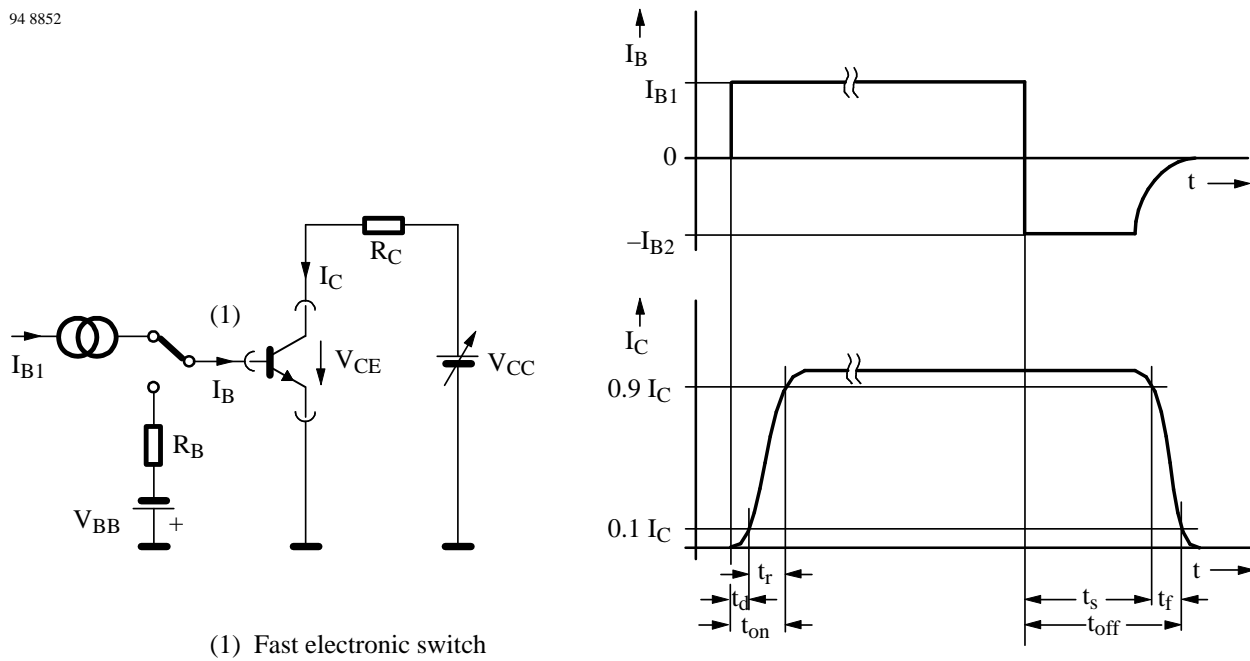 94 8852
I_B1
(1)
I_B
R_B
V_BB
+
I_C
R_C
V_CE
V_CC
(1) Fast electronic switch
I_B
I_B1
0
–I_B2
t
I_C
0.9 I_C
0.1 I_C
t
t_r
t_d
t_on
t_s
t_f
t_off